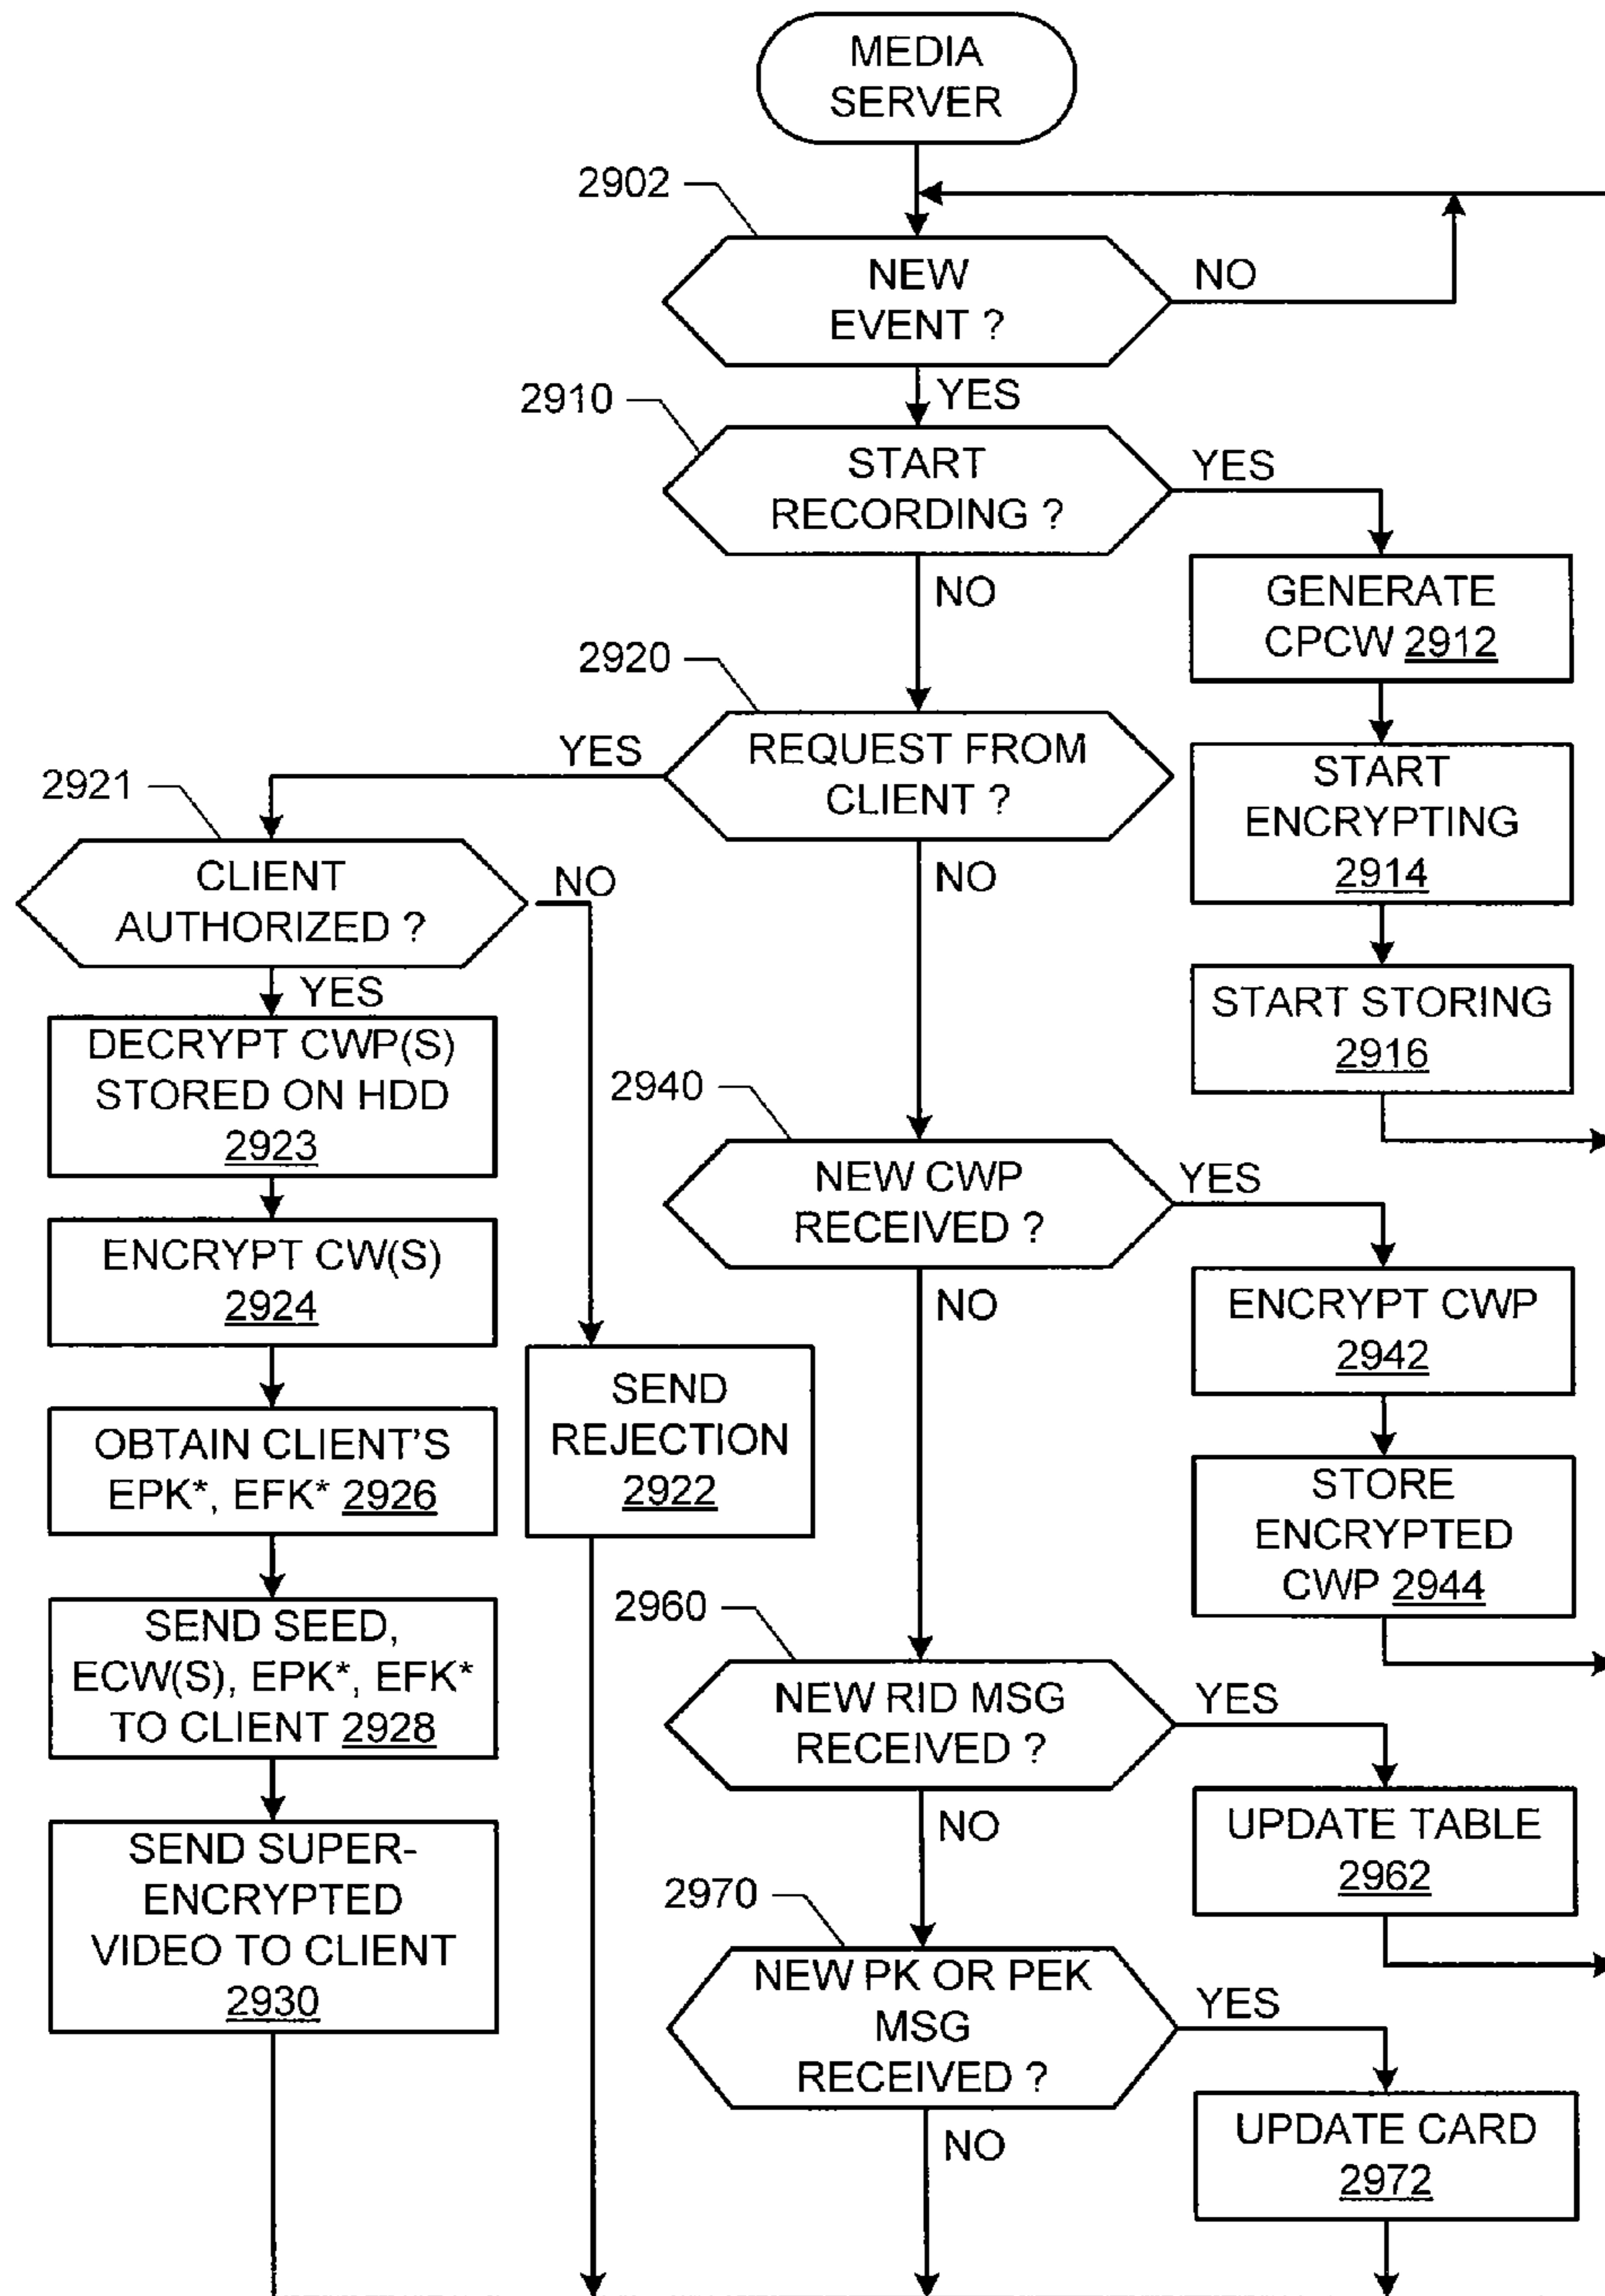 MEDIA
SERVER
2902
NEW
EVENT ?
NO
YES
2910
START
RECORDING ?
YES
NO
GENERATE
CPCW 2912
START
ENCRYPTING
2914
START STORING
2916
2920
REQUEST FROM
CLIENT ?
YES
NO
2921
CLIENT
AUTHORIZED ?
NO
YES
DECRYPT CWP(S)
STORED ON HDD
2923
ENCRYPT CW(S)
2924
OBTAIN CLIENT'S
EPK*, EFK* 2926
SEND SEED,
ECW(S), EPK*, EFK*
TO CLIENT 2928
SEND SUPER-
ENCRYPTED
VIDEO TO CLIENT
2930
SEND
REJECTION
2922
2940
NEW CWP
RECEIVED ?
YES
NO
ENCRYPT CWP
2942
STORE
ENCRYPTED
CWP 2944
2960
NEW RID MSG
RECEIVED ?
YES
NO
UPDATE TABLE
2962
2970
NEW PK OR PEK
MSG
RECEIVED ?
YES
NO
UPDATE CARD
2972